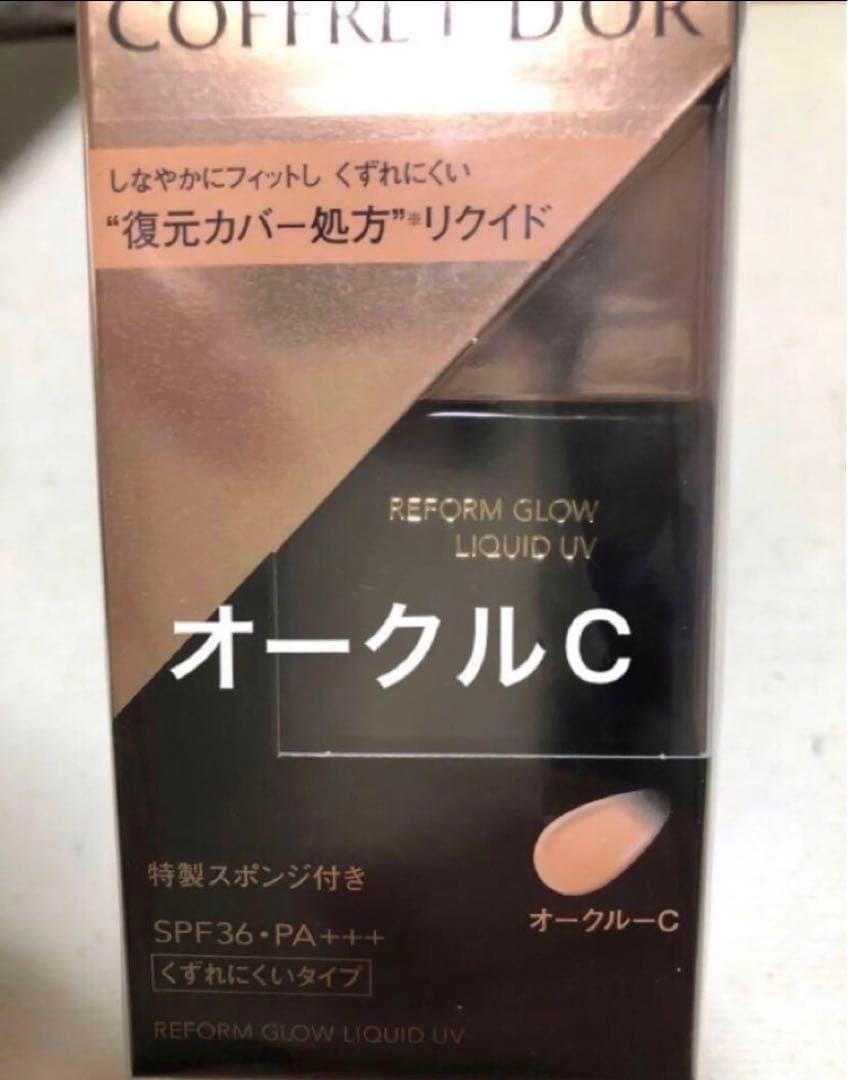 COFFRET D'OR
しなやかにフィットし くずれにくい
“復元カバー処方”※リクイド
REFORM GLOW
LIQUID UV
オークルC
特製スポンジ付き
オークルーC
SPF36・PA+++
くずれにくいタイプ
REFORM GLOW LIQUID UV